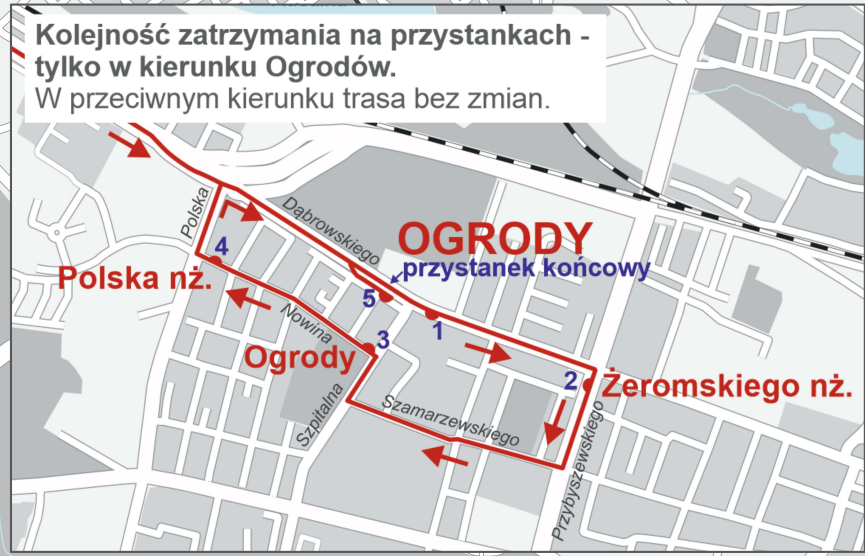 Kolejność zatrzymania na przystankach -
tylko w kierunku Ogrodów.
W przeciwnym kierunku trasa bez zmian.
Polska
Dąbrowskiego
OGRODY
przystanek końcowy
4
Polska nż.
5
1
Nowina
3
Ogrody
2
Żeromskiego nż.
Szpitalna
Szamarzewskiego
Przybyszewskiego